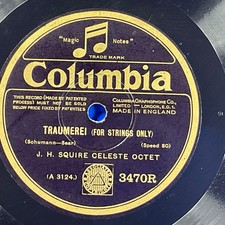 "Magic Notes"
TRADE MARK
Columbia
THIS RECORD (MADE BY PATENTED
PROCESS) MUST NOT BE SOLD
BELOW PRICE FIXED BY PATENTEES
COLUMBIA GRAPHOPHONE CO.,
LIMITED — LONDON, E.C.1.
MADE IN ENGLAND
TRAUMEREI (FOR STRINGS ONLY)
(Schumann—Sear) (Speed 80)
J. H. SQUIRE CELESTE OCTET
(A 3124.) 3470R